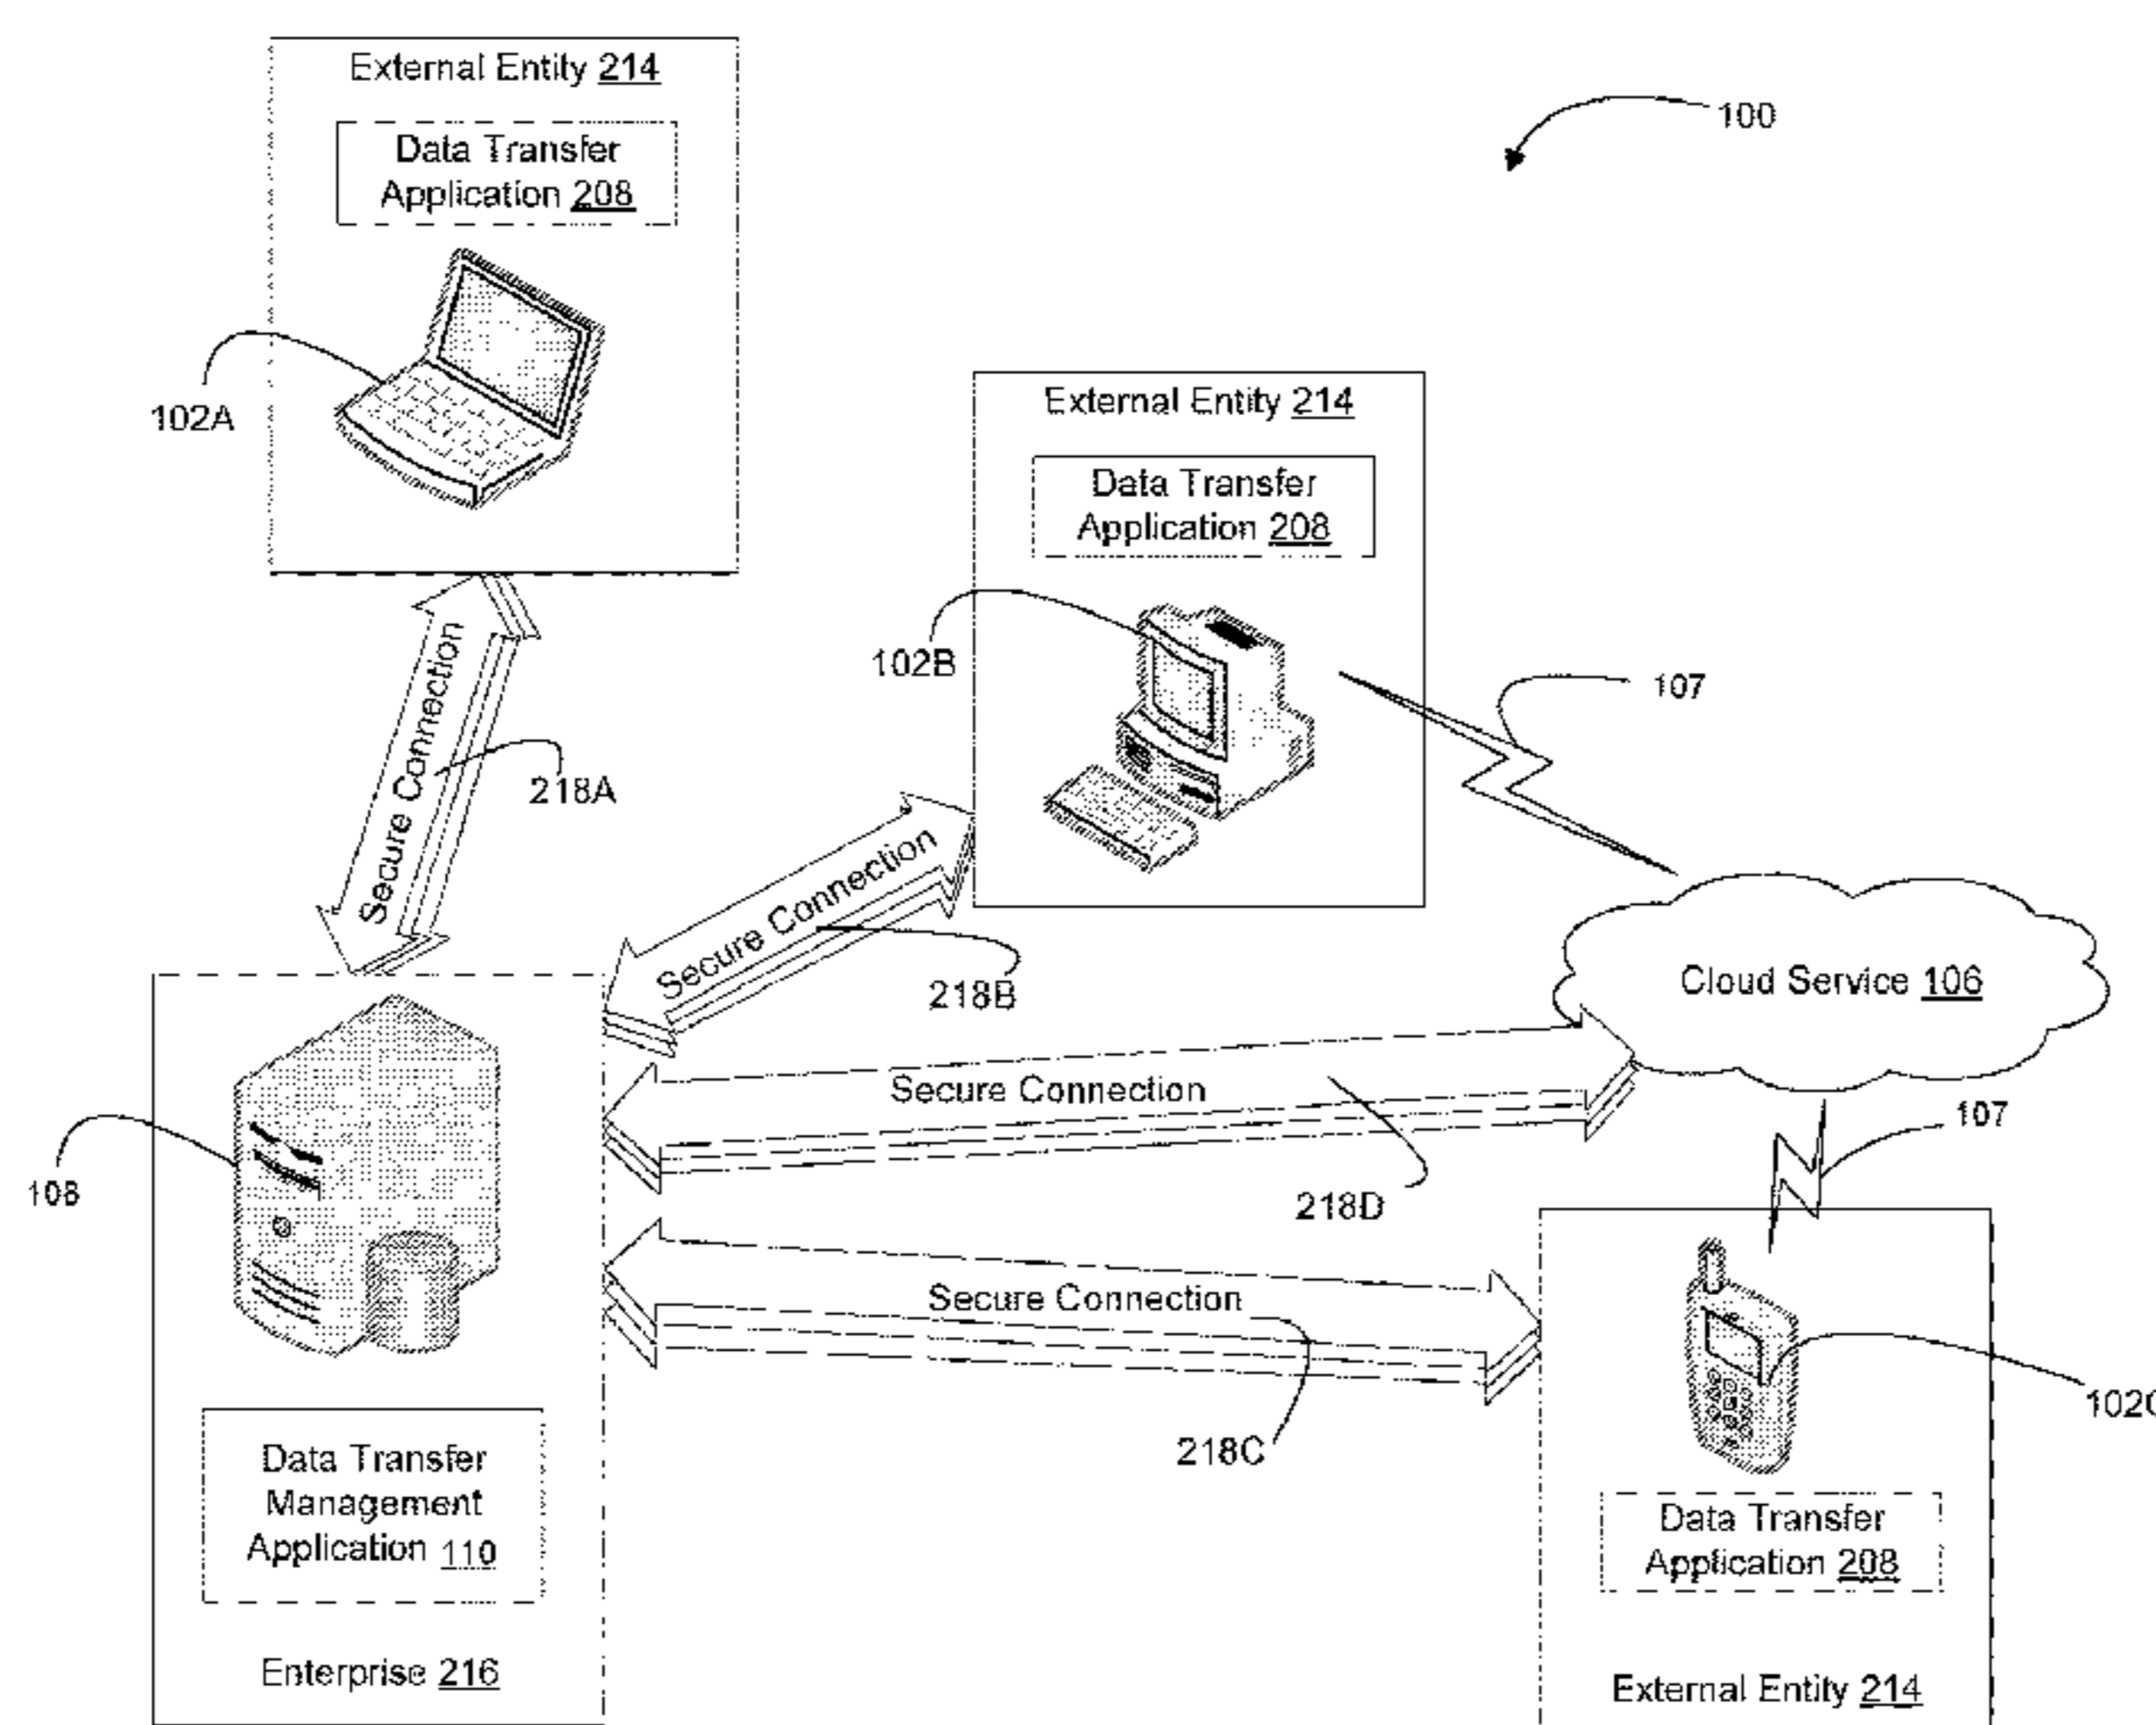 External Entity 214
Data Transfer
Application 208
100
102A
External Entity 214
Data Transfer
Application 208
102B
107
Secure Connection
218A
Secure Connection
218B
Cloud Service 106
Secure Connection
218D
107
108
Secure Connection
218C
102C
Data Transfer
Management
Application 110
Enterprise 216
Data Transfer
Application 208
External Entity 214